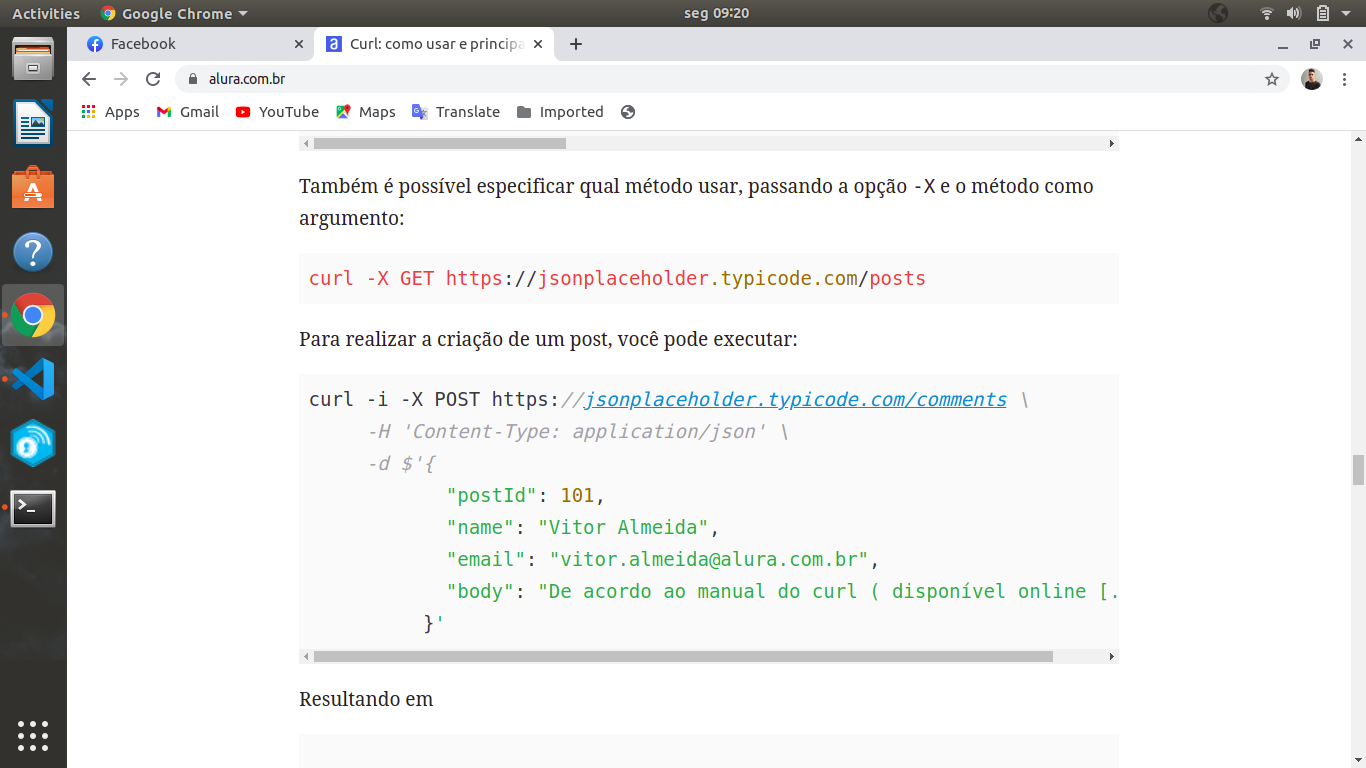 Activities Google Chrome seg 09:20
Facebook Curl: como usar e principa
alura.com.br
Apps Gmail YouTube Maps Translate Imported
Também é possível especificar qual método usar, passando a opção -X e o método como
argumento:
curl -X GET https://jsonplaceholder.typicode.com/posts
Para realizar a criação de um post, você pode executar:
curl -i -X POST https://jsonplaceholder.typicode.com/comments \
-H 'Content-Type: application/json' \
-d $'{
"postId": 101,
"name": "Vitor Almeida",
"email": "vitor.almeida@alura.com.br",
"body": "De acordo ao manual do curl ( disponível online [.
}'
Resultando em